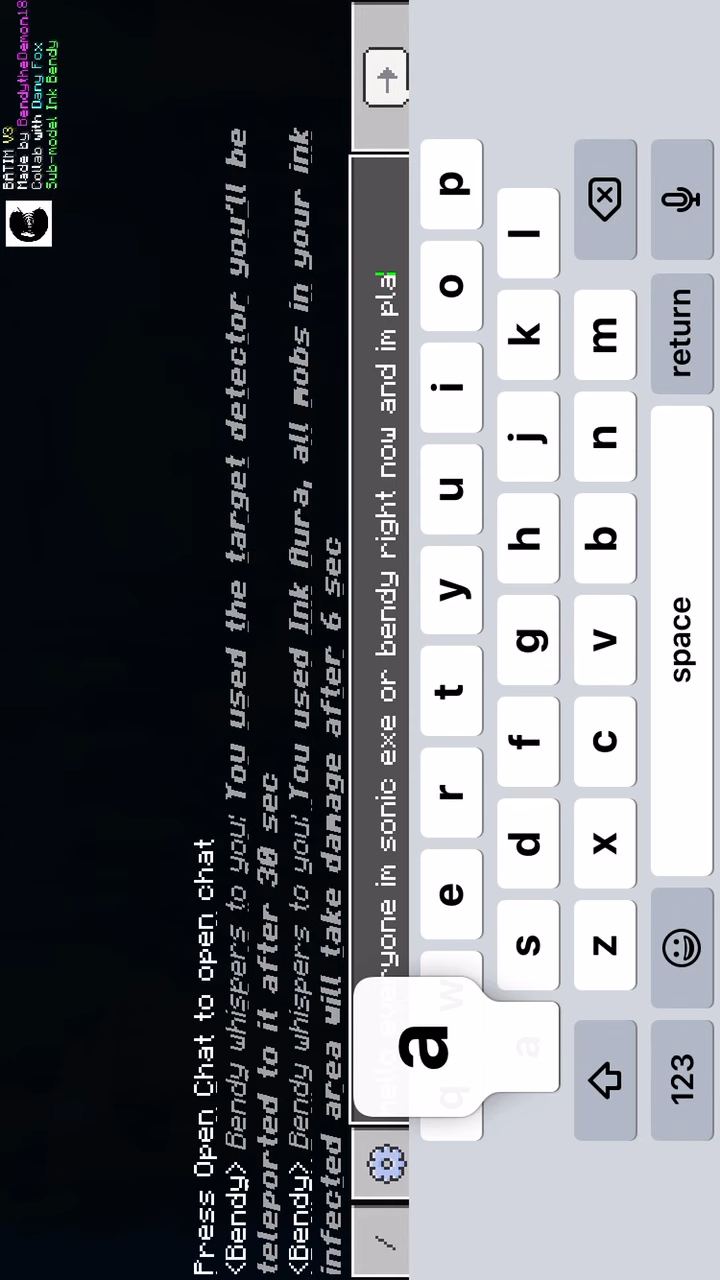 BATIM V3
Made by BendytheDemon18
Collab with Dany Fox
Sub-model Ink Bendy
Press Open Chat to open chat
<Bendy> Bendy whispers to you: You used the target detector you'll be
teleported to it after 30 sec
<Bendy> Bendy whispers to you: You used Ink Aura, all mobs in your ink
infected area will take damage after 6 sec
/
hello everyone im sonic exe or bendy right now and im pla
a
q w e r t y u i o p
a s d f g h j k l
z x c v b n m
123 space return